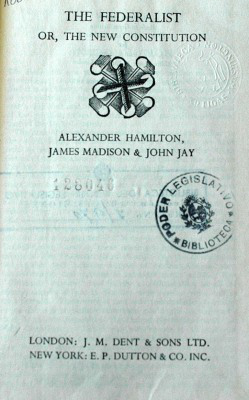 THE FEDERALIST
OR, THE NEW CONSTITUTION
ALEXANDER HAMILTON,
JAMES MADISON & JOHN JAY
126040
PODER LEGISLATIVO
BIBLIOTECA
LONDON: J. M. DENT & SONS LTD.
NEW YORK: E. P. DUTTON & CO. INC.